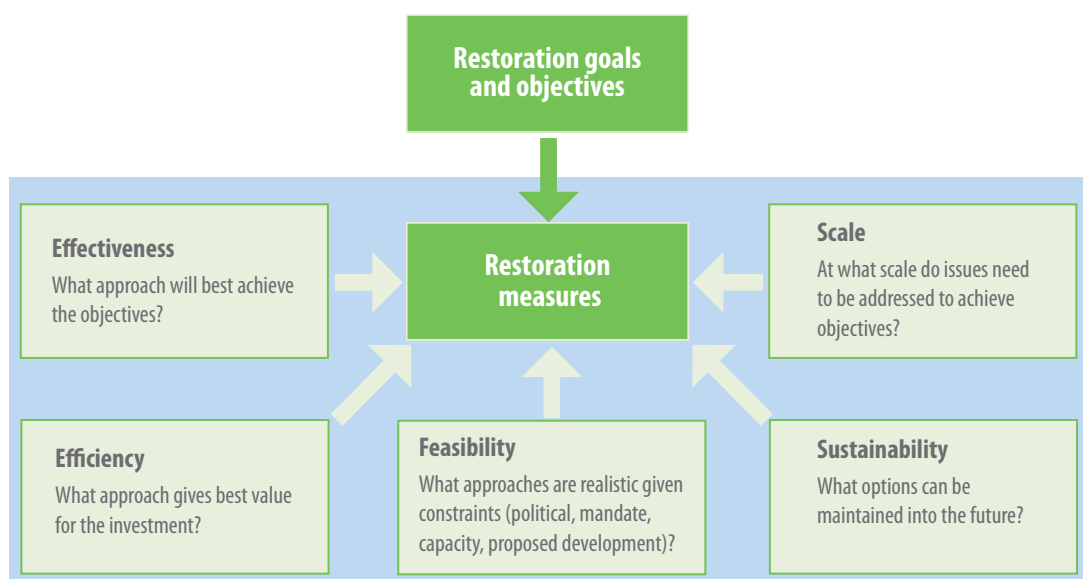 Restoration goals
and objectives
Effectiveness
What approach will best achieve
the objectives?
Restoration
measures
Scale
At what scale do issues need
to be addressed to achieve
objectives?
Efficiency
What approach gives best value
for the investment?
Feasibility
What approaches are realistic given
constraints (political, mandate,
capacity, proposed development)?
Sustainability
What options can be
maintained into the future?